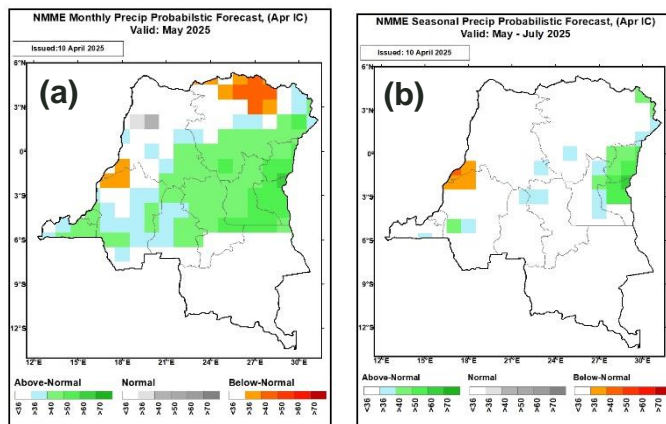 NMME Monthly Precip Probabilstic Forecast, (Apr IC)
Valid: May 2025
Issued:10 April 2025
(a)
6°N
3°N
0°
3°S
6°S
9°S
12°S
12°E 15°E 18°E 21°E 24°E 27°E 30°E
Above-Normal Normal Below-Normal
<36 >36 >40 >50 >60 >70 <36 >36 >40 >50 >60 >70 <36 >36 >40 >50 >60 >70
NMME Seasonal Precip Probabilistic Forecast, (Apr IC)
Valid: May - July 2025
Issued:10 April 2025
(b)
6°N
3°N
0°
3°S
6°S
9°S
12°S
12°E 15°E 18°E 21°E 24°E 27°E 30°E
Above-Normal Normal Below-Normal
<36 >36 >40 >50 >60 >70 <36 >36 >40 >50 >60 >70 <36 >36 >40 >50 >60 >70